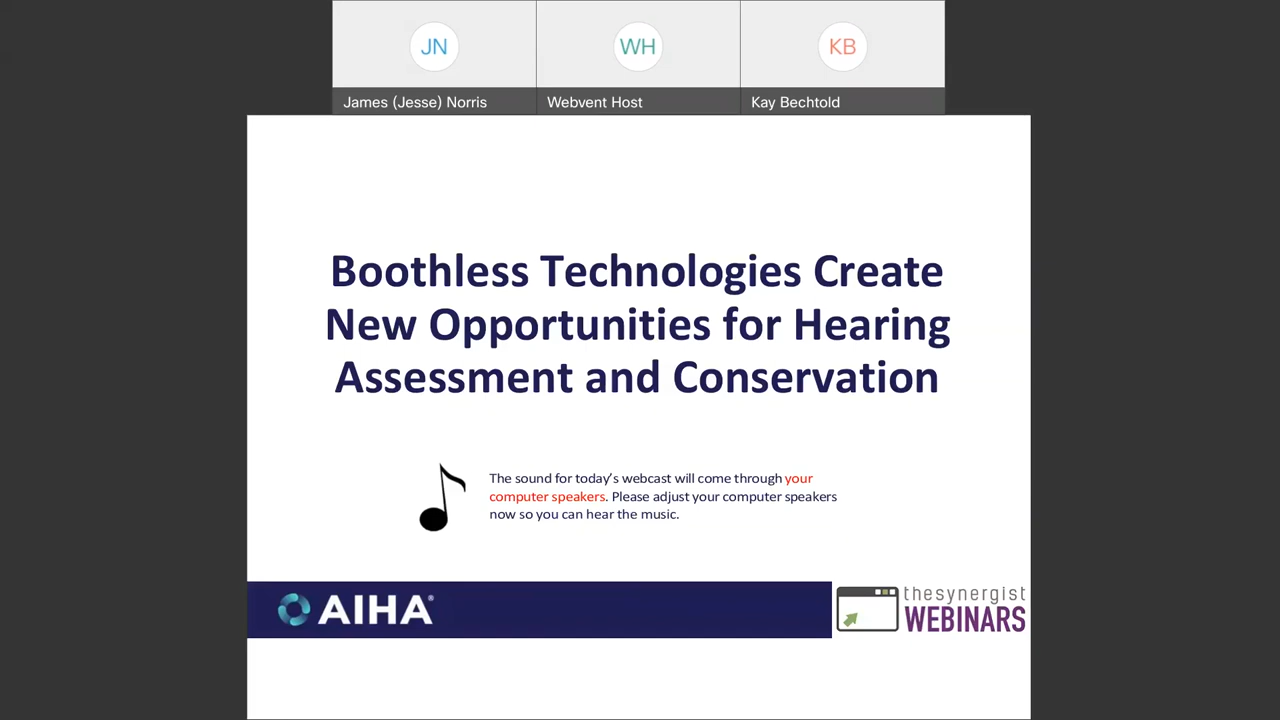 JN
WH
KB
James (Jesse) Norris
Webvent Host
Kay Bechtold
Boothless Technologies Create
New Opportunities for Hearing
Assessment and Conservation
The sound for today's webcast will come through your
computer speakers. Please adjust your computer speakers
now so you can hear the music.
AIHA®
thesynergist
WEBINARS